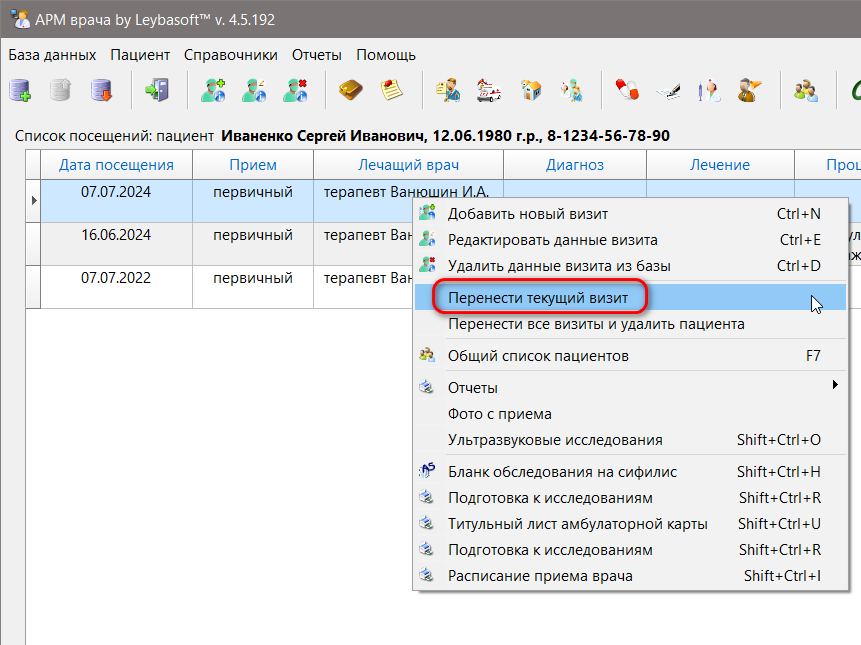 АРМ врача by Leybasoft™ v. 4.5.192
База данных Пациент Справочники Отчеты Помощь
Список посещений: пациент Иваненко Сергей Иванович, 12.06.1980 г.р., 8-1234-56-78-90
Дата посещения Прием Лечащий врач Диагноз Лечение
07.07.2024 первичный терапевт Ванюшин И.А.
16.06.2024 первичный терапевт
07.07.2022 первичный терапевт
Добавить новый визит Ctrl+N
Редактировать данные визита Ctrl+E
Удалить данные визита из базы Ctrl+D
Перенести текущий визит
Перенести все визиты и удалить пациента
Общий список пациентов F7
Отчеты
Фото с приема
Ультразвуковые исследования Shift+Ctrl+O
Бланк обследования на сифилис Shift+Ctrl+H
Подготовка к исследованиям Shift+Ctrl+R
Титульный лист амбулаторной карты Shift+Ctrl+U
Подготовка к исследованиям Shift+Ctrl+R
Расписание приема врача Shift+Ctrl+I